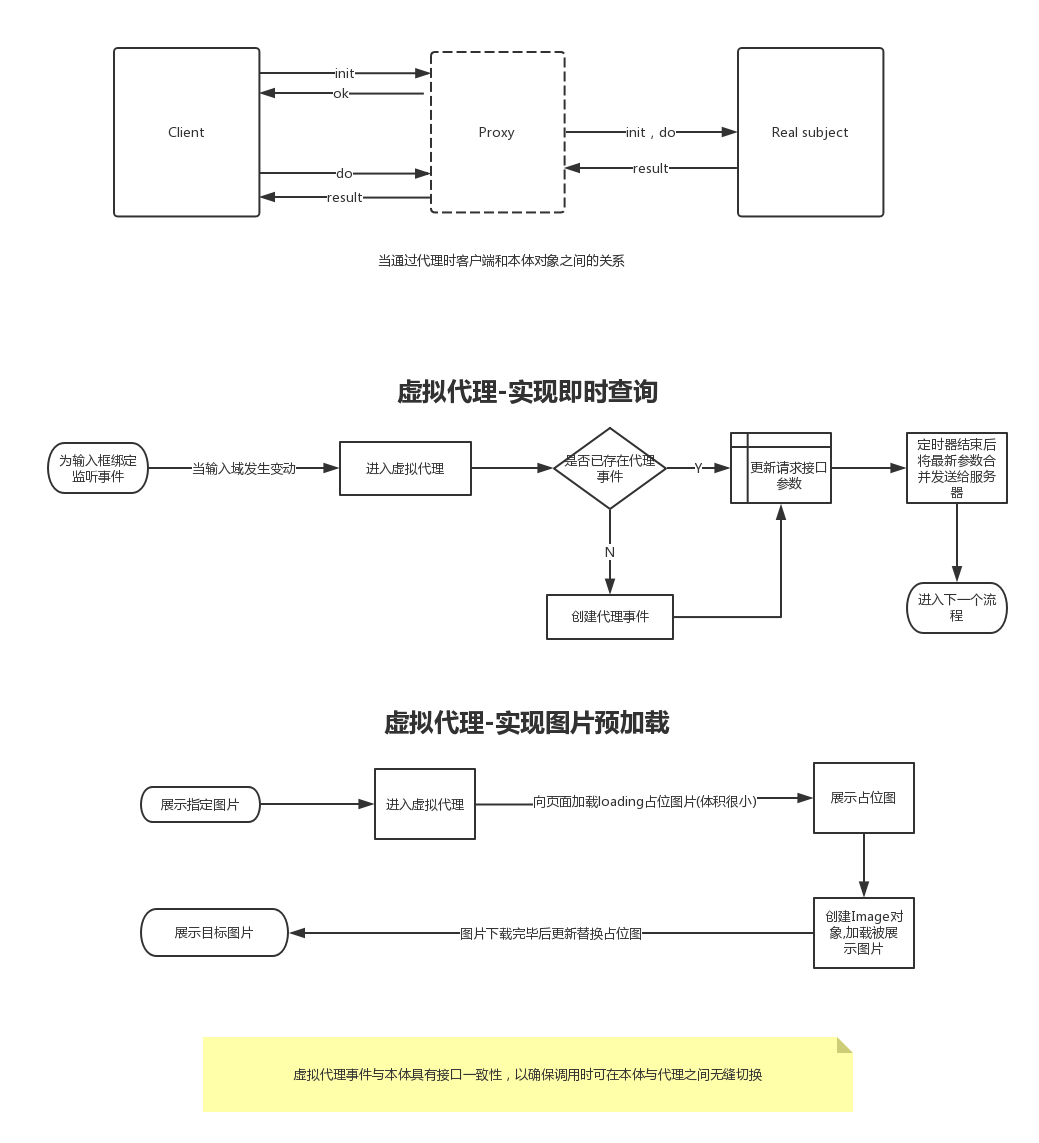 Client
init
ok
do
result
Proxy
init，do
result
Real subject
当通过代理时客户端和本体对象之间的关系
虚拟代理-实现即时查询
为输入框绑定
监听事件
当输入域发生变动
进入虚拟代理
是否已存在代理
事件
Y
更新请求接口
参数
定时器结束后
将最新参数合
并发送给服务
器
N
创建代理事件
进入下一个流
程
虚拟代理-实现图片预加载
展示指定图片
进入虚拟代理
向页面加载loading占位图片(体积很小)
展示占位图
创建Image对
象,加载被展
示图片
图片下载完毕后更新替换占位图
展示目标图片
虚拟代理事件与本体具有接口一致性，以确保调用时可在本体与代理之间无缝切换